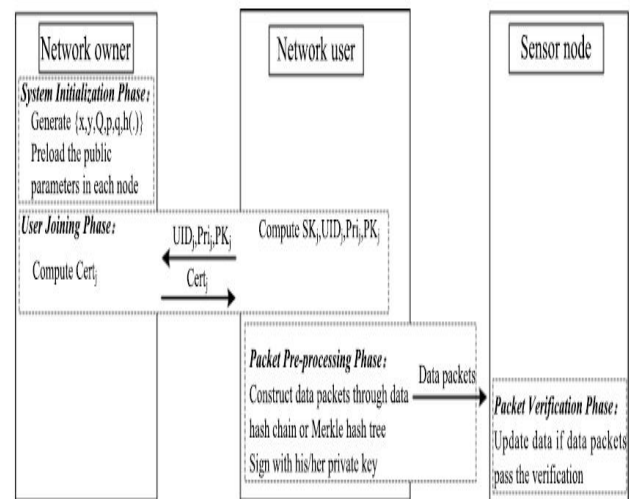 Network owner
Network user
Sensor node
System Initialization Phase:
Generate {x,y,Q,p,q,h(.)}
Preload the public
parameters in each node
User Joining Phase:
UIDj,Prij,PKj
Compute SKj,UIDj,Prij,PKj
Compute Certj
Certj
Packet Pre-processing Phase:
Construct data packets through data
hash chain or Merkle hash tree
Sign with his/her private key
Data packets
Packet Verification Phase:
Update data if data packets
pass the verification